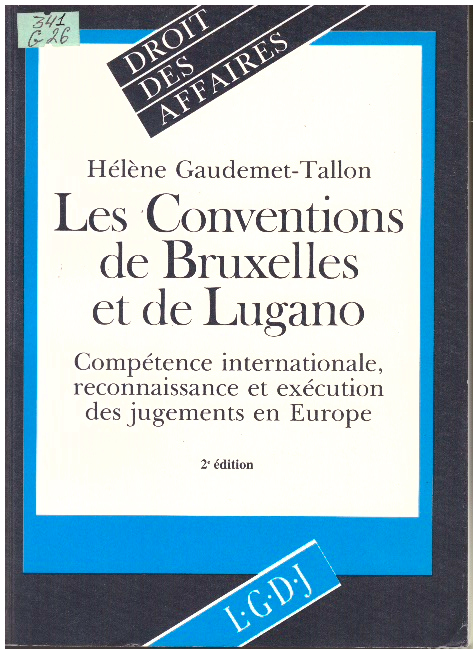 341
G 26
DROIT
DES
AFFAIRES
Hélène Gaudemet-Tallon
Les Conventions
de Bruxelles
et de Lugano
Compétence internationale,
reconnaissance et exécution
des jugements en Europe
2e édition
L·G·D·J